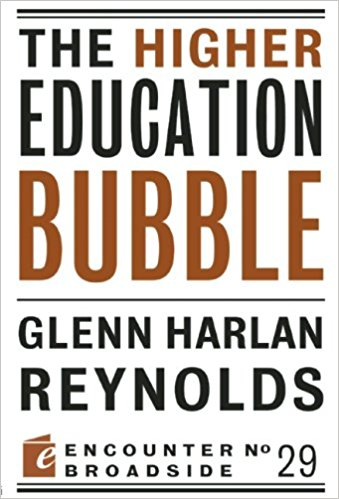 THE HIGHER
EDUCATION
BUBBLE
GLENN HARLAN
REYNOLDS
e ENCOUNTER Nº
BROADSIDE 29